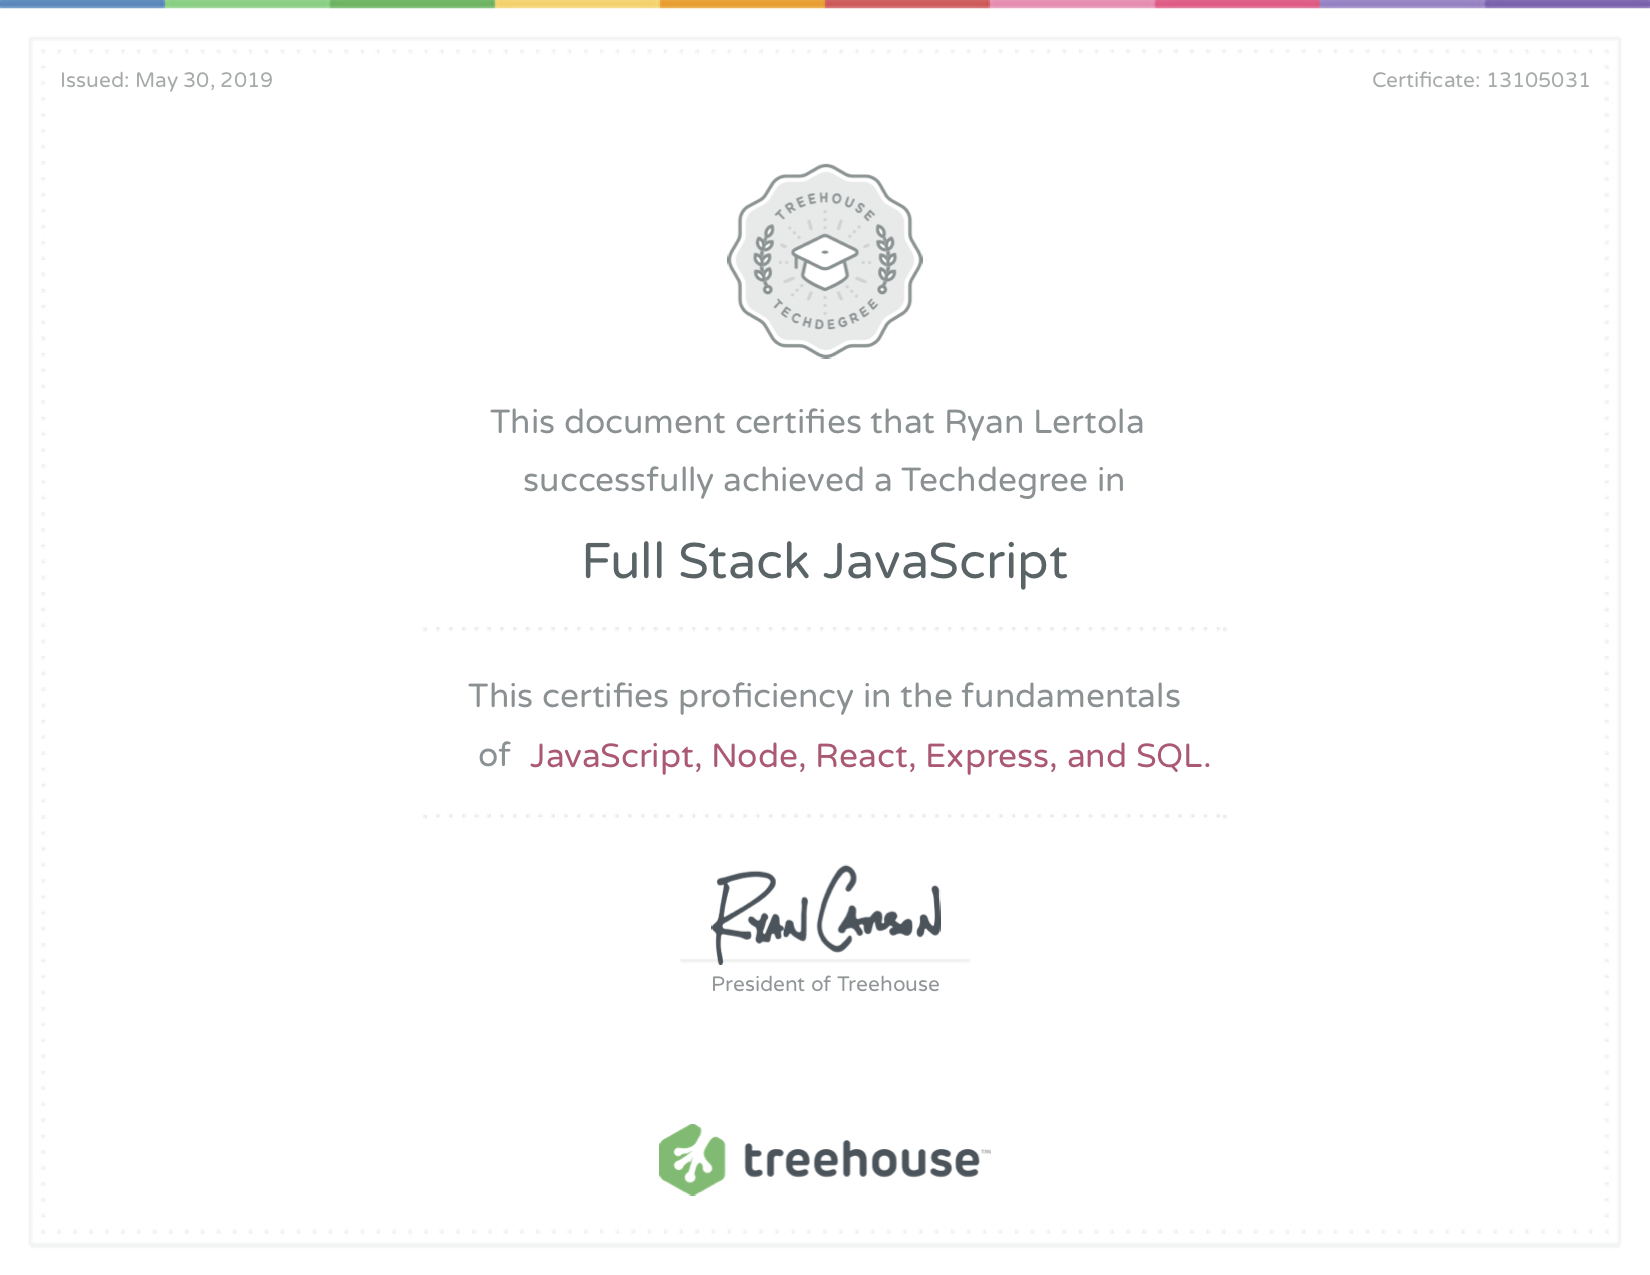 Issued: May 30, 2019
Certificate: 13105031
TREEHOUSE
TECHDEGREE
This document certifies that Ryan Lertola
successfully achieved a Techdegree in
Full Stack JavaScript
This certifies proficiency in the fundamentals
of JavaScript, Node, React, Express, and SQL.
Ryan Carson
President of Treehouse
treehouse™